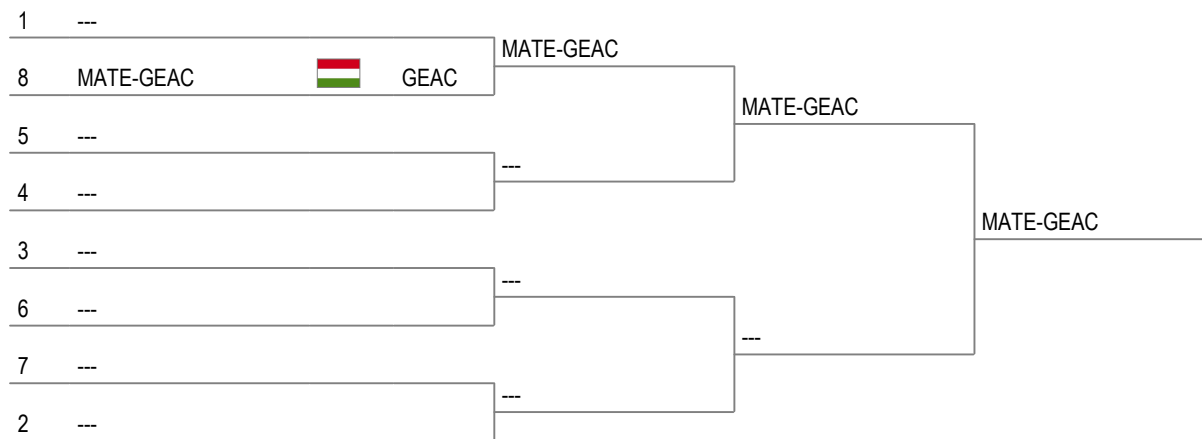 1 ---
MATE-GEAC
8 MATE-GEAC GEAC
MATE-GEAC
5 ---
---
4 ---
MATE-GEAC
3 ---
---
6 ---
---
7 ---
---
2 ---